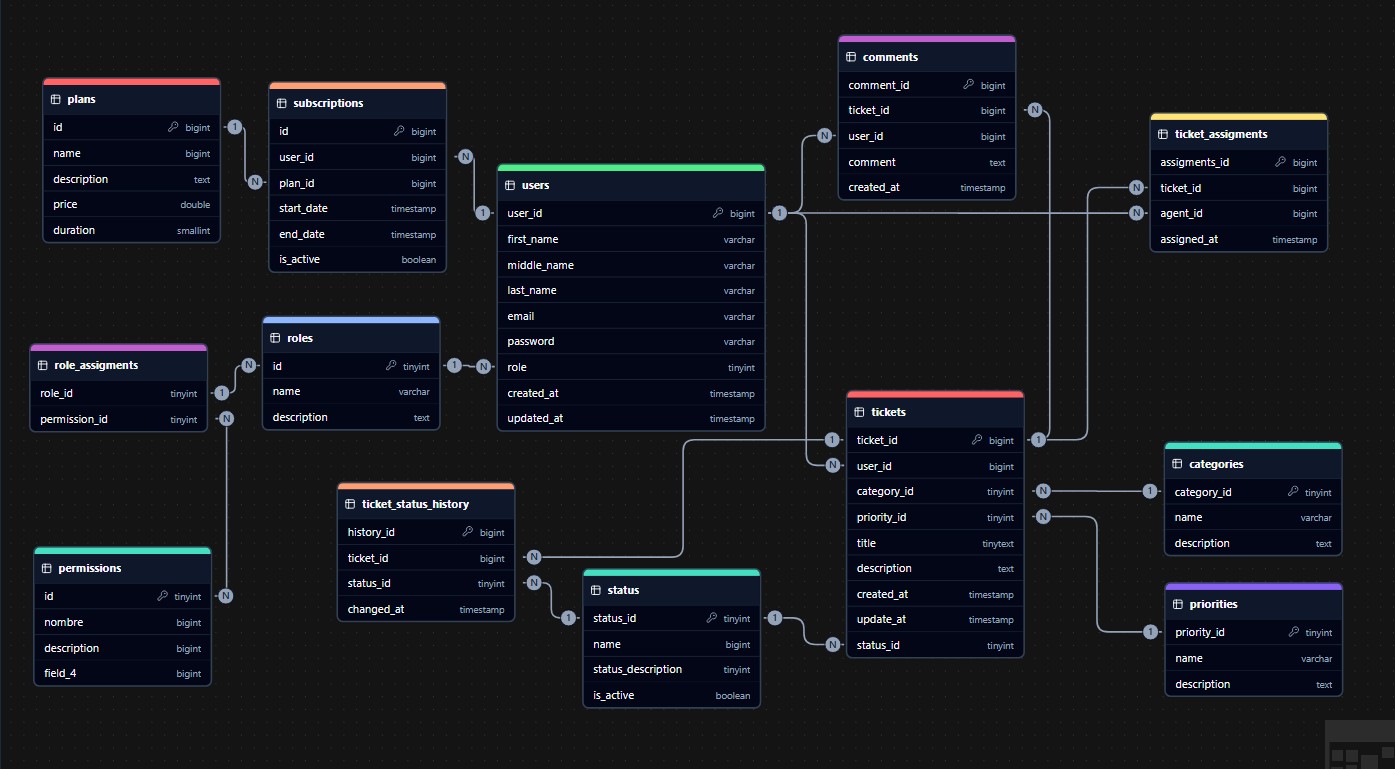 plans
id bigint
name bigint
description text
price double
duration smallint
subscriptions
id bigint
user_id bigint
plan_id bigint
start_date timestamp
end_date timestamp
is_active boolean
users
user_id bigint
first_name varchar
middle_name varchar
last_name varchar
email varchar
password varchar
role tinyint
created_at timestamp
updated_at timestamp
comments
comment_id bigint
ticket_id bigint
user_id bigint
comment text
created_at timestamp
ticket_assigments
assigments_id bigint
ticket_id bigint
agent_id bigint
assigned_at timestamp
role_assigments
role_id tinyint
permission_id tinyint
roles
id tinyint
name varchar
description text
permissions
id tinyint
nombre bigint
description bigint
field_4 bigint
ticket_status_history
history_id bigint
ticket_id bigint
status_id tinyint
changed_at timestamp
status
status_id tinyint
name bigint
status_description tinyint
is_active boolean
tickets
ticket_id bigint
user_id bigint
category_id tinyint
priority_id tinyint
title tinytext
description text
created_at timestamp
update_at timestamp
status_id tinyint
categories
category_id tinyint
name varchar
description text
priorities
priority_id tinyint
name varchar
description text
1
N
N
1
1
N
1
N
N
N
1
N
N
N
N
N
1
N
1
1
N
1
N
1
N
1
N
1
N